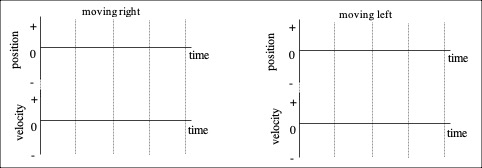 moving right
+
position
0
time
-
+
velocity
0
time
-
moving left
+
position
0
time
-
+
velocity
0
time
-